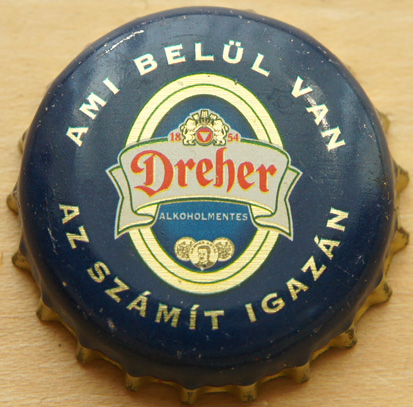 AMI BELÜL VAN
18 54
Dreher
ALKOHOLMENTES
AZ SZÁMÍT IGAZÁN